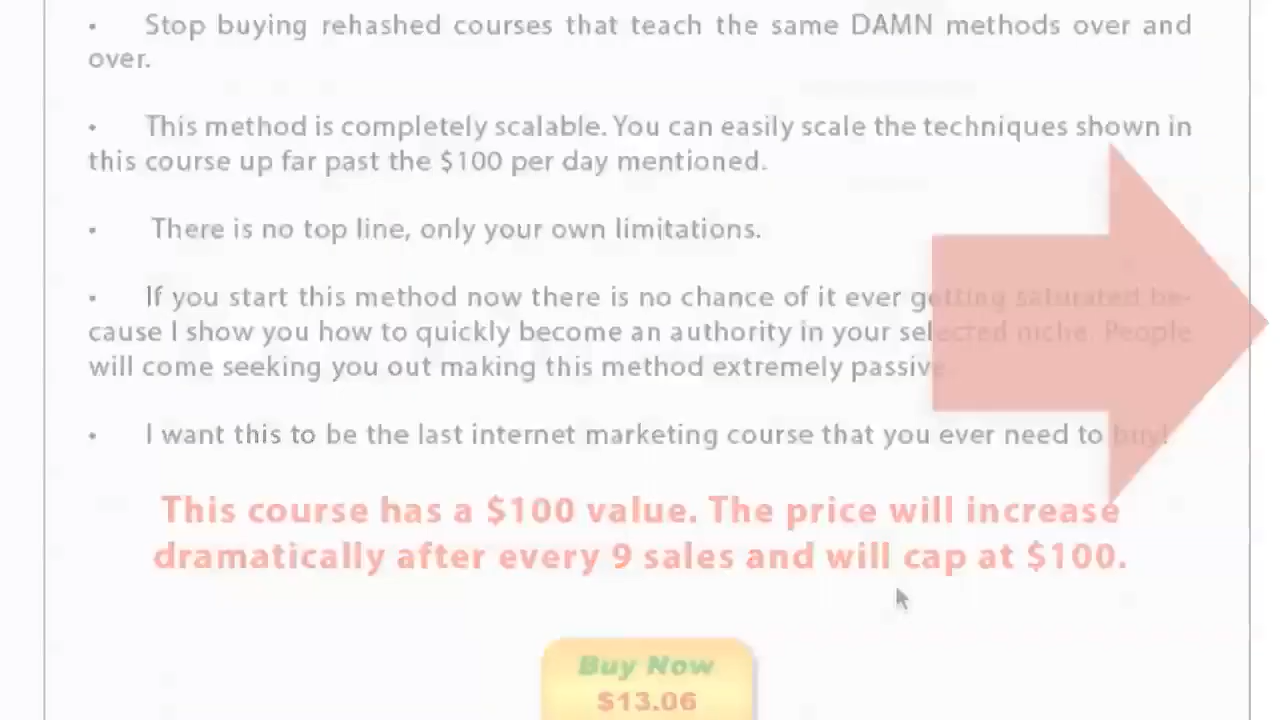 • Stop buying rehashed courses that teach the same DAMN methods over and
over.
• This method is completely scalable. You can easily scale the techniques shown in
this course up far past the $100 per day mentioned.
• There is no top line, only your own limitations.
• If you start this method now there is no chance of it ever getting saturated be-
cause I show you how to quickly become an authority in your selected niche. People
will come seeking you out making this method extremely passive.
• I want this to be the last internet marketing course that you ever need to buy!
This course has a $100 value. The price will increase
dramatically after every 9 sales and will cap at $100.
Buy Now
$13.06